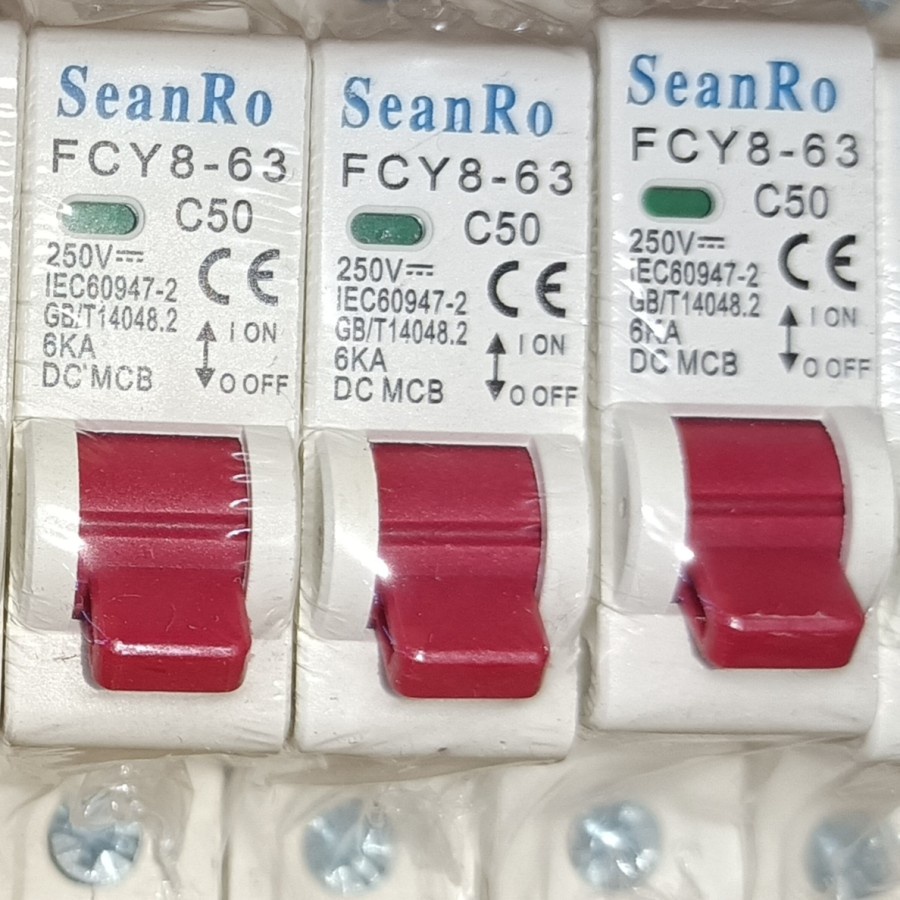 SeanRo
FCY8-63
C50
250V⎓
IEC60947-2
GB/T14048.2
6KA
DC MCB
CE
I ON
O OFF
SeanRo
FCY8-63
C50
250V⎓
IEC60947-2
GB/T14048.2
6KA
DC MCB
CE
I ON
O OFF
SeanRo
FCY8-63
C50
250V⎓
IEC60947-2
GB/T14048.2
6KA
DC MCB
CE
I ON
O OFF